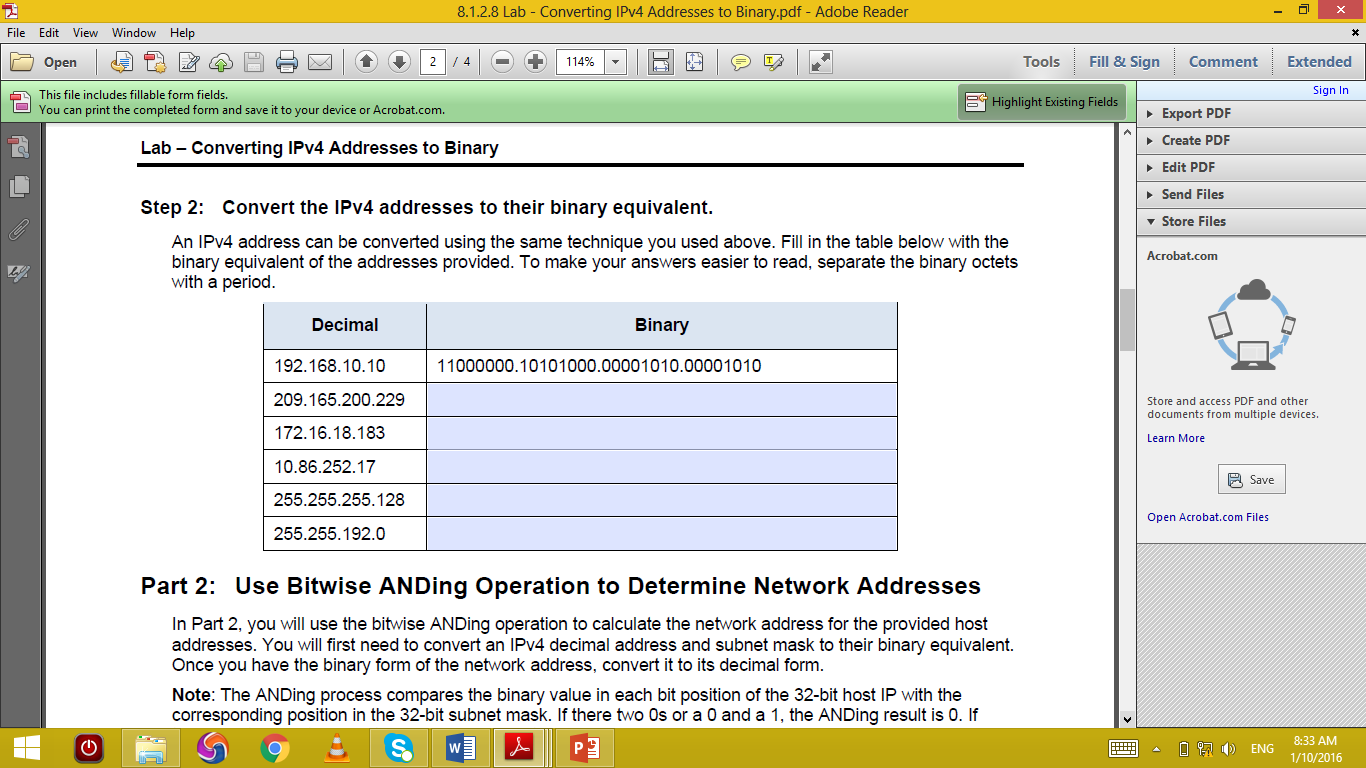 8.1.2.8 Lab - Converting IPv4 Addresses to Binary.pdf - Adobe Reader
File Edit View Window Help
Open 2 / 4 114% Tools Fill & Sign Comment Extended
This file includes fillable form fields.
You can print the completed form and save it to your device or Acrobat.com.
Highlight Existing Fields
Sign In
Export PDF
Create PDF
Edit PDF
Send Files
Store Files
Acrobat.com
Store and access PDF and other
documents from multiple devices.
Learn More
Save
Open Acrobat.com Files
Lab – Converting IPv4 Addresses to Binary
Step 2: Convert the IPv4 addresses to their binary equivalent.
An IPv4 address can be converted using the same technique you used above. Fill in the table below with the
binary equivalent of the addresses provided. To make your answers easier to read, separate the binary octets
with a period.
Decimal Binary
192.168.10.10 11000000.10101000.00001010.00001010
209.165.200.229
172.16.18.183
10.86.252.17
255.255.255.128
255.255.192.0
Part 2: Use Bitwise ANDing Operation to Determine Network Addresses
In Part 2, you will use the bitwise ANDing operation to calculate the network address for the provided host
addresses. You will first need to convert an IPv4 decimal address and subnet mask to their binary equivalent.
Once you have the binary form of the network address, convert it to its decimal form.
Note: The ANDing process compares the binary value in each bit position of the 32-bit host IP with the
corresponding position in the 32-bit subnet mask. If there two 0s or a 0 and a 1, the ANDing result is 0. If
ENG
8:33 AM
1/10/2016